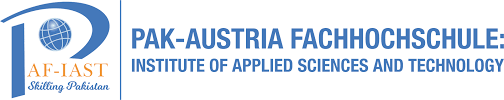 PAF-IAST
Skilling Pakistan
PAK-AUSTRIA FACHHOCHSCHULE:
INSTITUTE OF APPLIED SCIENCES AND TECHNOLOGY